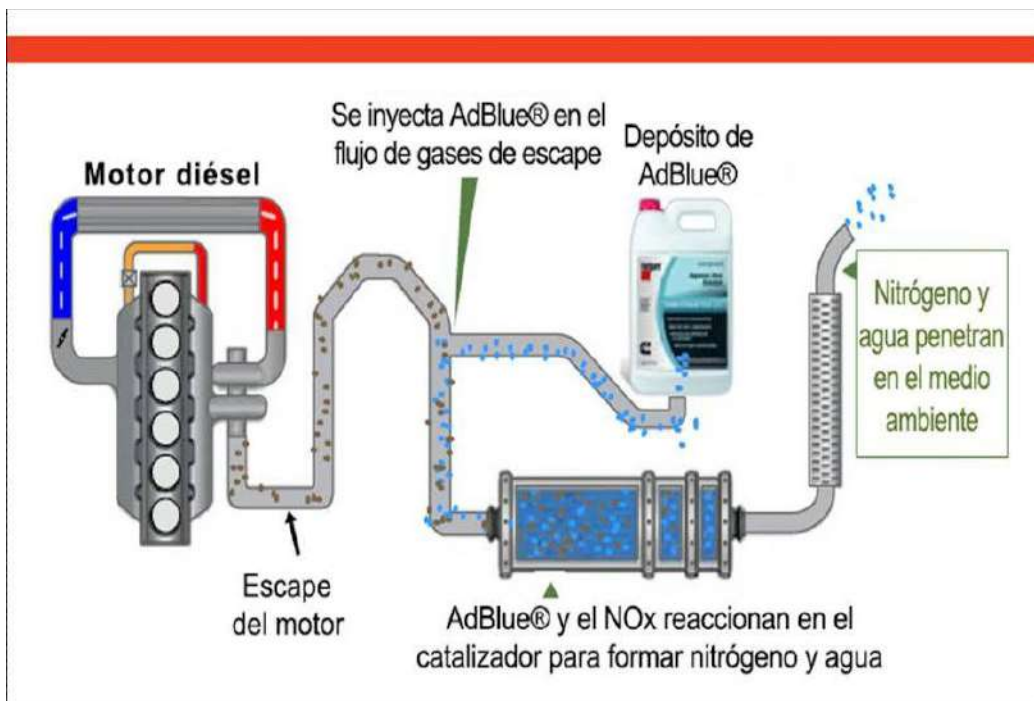 Se inyecta AdBlue® en el
flujo de gases de escape
Depósito de
AdBlue®
Motor diésel
Nitrógeno y
agua penetran
en el medio
ambiente
Escape
del motor
AdBlue® y el NOx reaccionan en el
catalizador para formar nitrógeno y agua